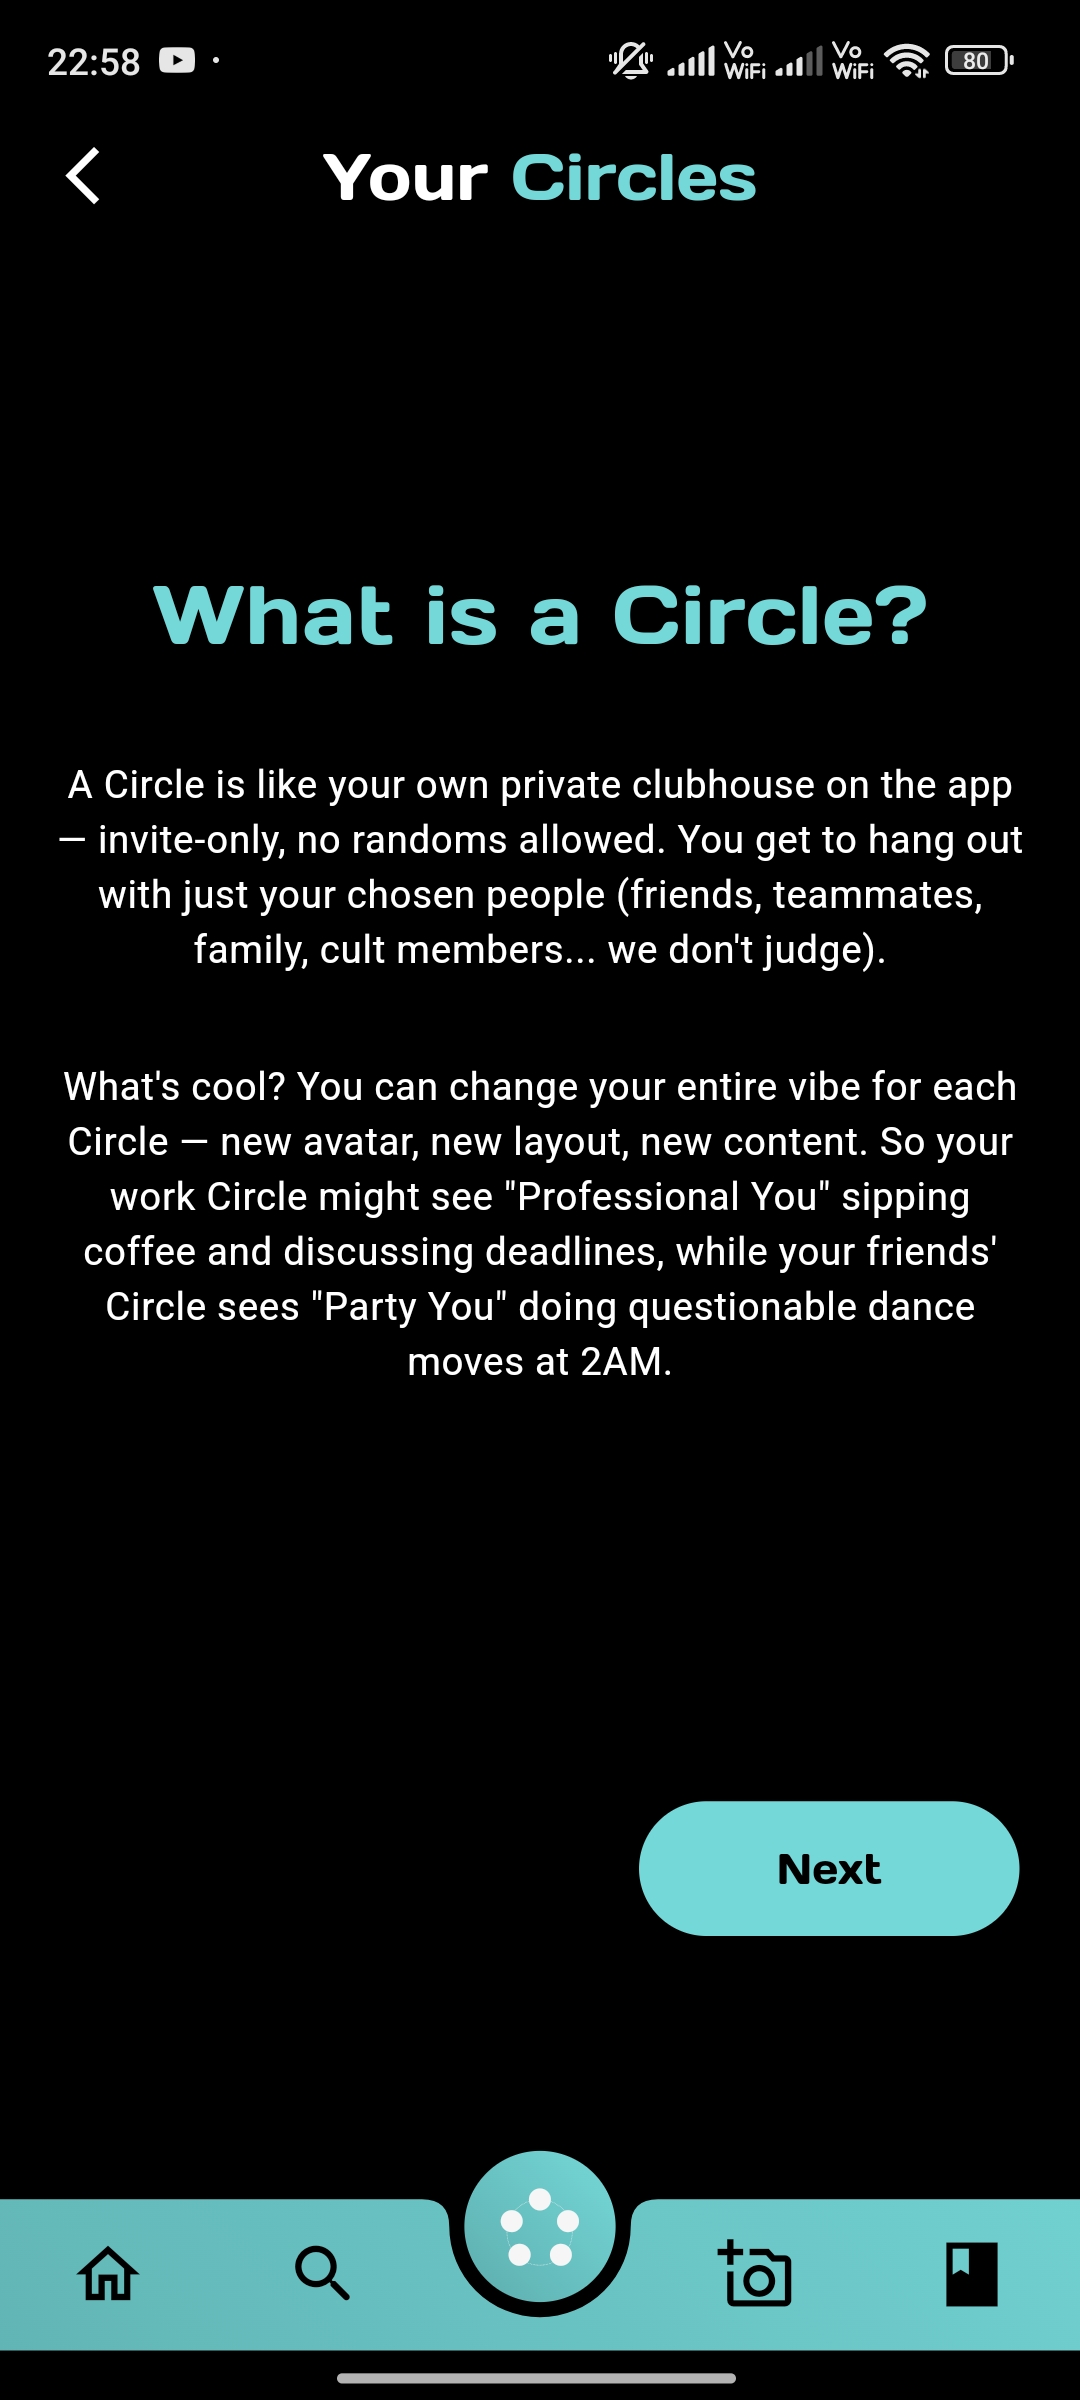 22:58
Vo
WiFi
Vo
WiFi
80
Your Circles
What is a Circle?
A Circle is like your own private clubhouse on the app
— invite-only, no randoms allowed. You get to hang out
with just your chosen people (friends, teammates,
family, cult members... we don't judge).
What's cool? You can change your entire vibe for each
Circle — new avatar, new layout, new content. So your
work Circle might see "Professional You" sipping
coffee and discussing deadlines, while your friends'
Circle sees "Party You" doing questionable dance
moves at 2AM.
Next